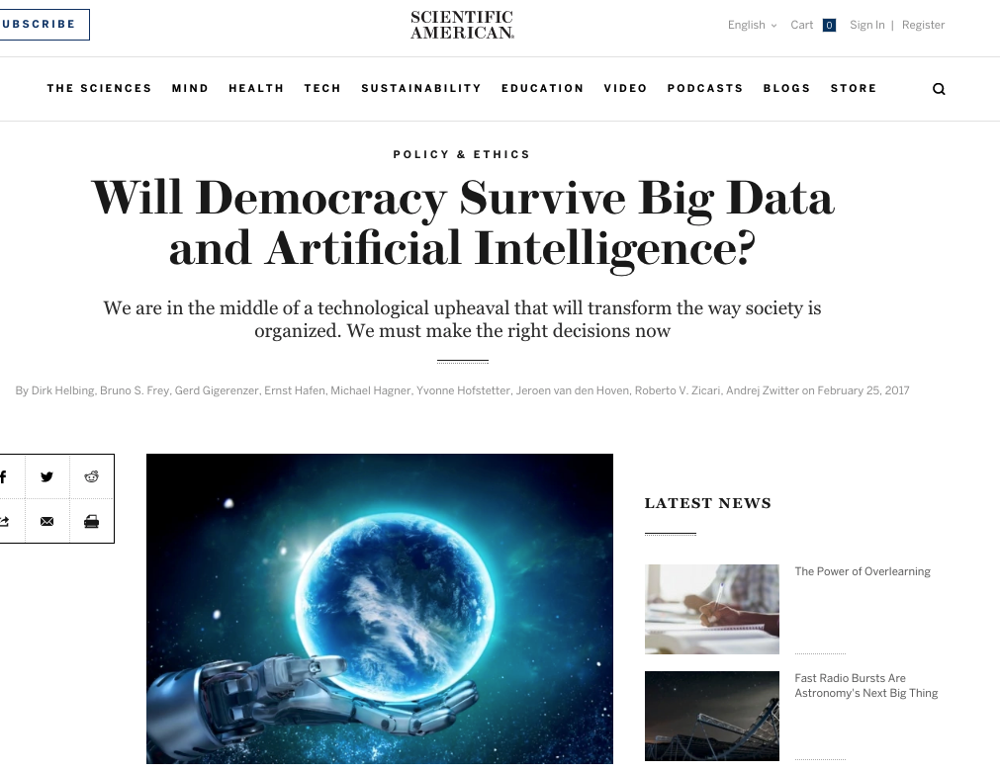 UBSCRIBE
SCIENTIFIC
AMERICAN®
English
Cart 0
Sign In | Register
THE SCIENCES MIND HEALTH TECH SUSTAINABILITY EDUCATION VIDEO PODCASTS BLOGS STORE
POLICY & ETHICS
Will Democracy Survive Big Data
and Artificial Intelligence?
We are in the middle of a technological upheaval that will transform the way society is
organized. We must make the right decisions now
By Dirk Helbing, Bruno S. Frey, Gerd Gigerenzer, Ernst Hafen, Michael Hagner, Yvonne Hofstetter, Jeroen van den Hoven, Roberto V. Zicari, Andrej Zwitter on February 25, 2017
LATEST NEWS
The Power of Overlearning
Fast Radio Bursts Are
Astronomy's Next Big Thing